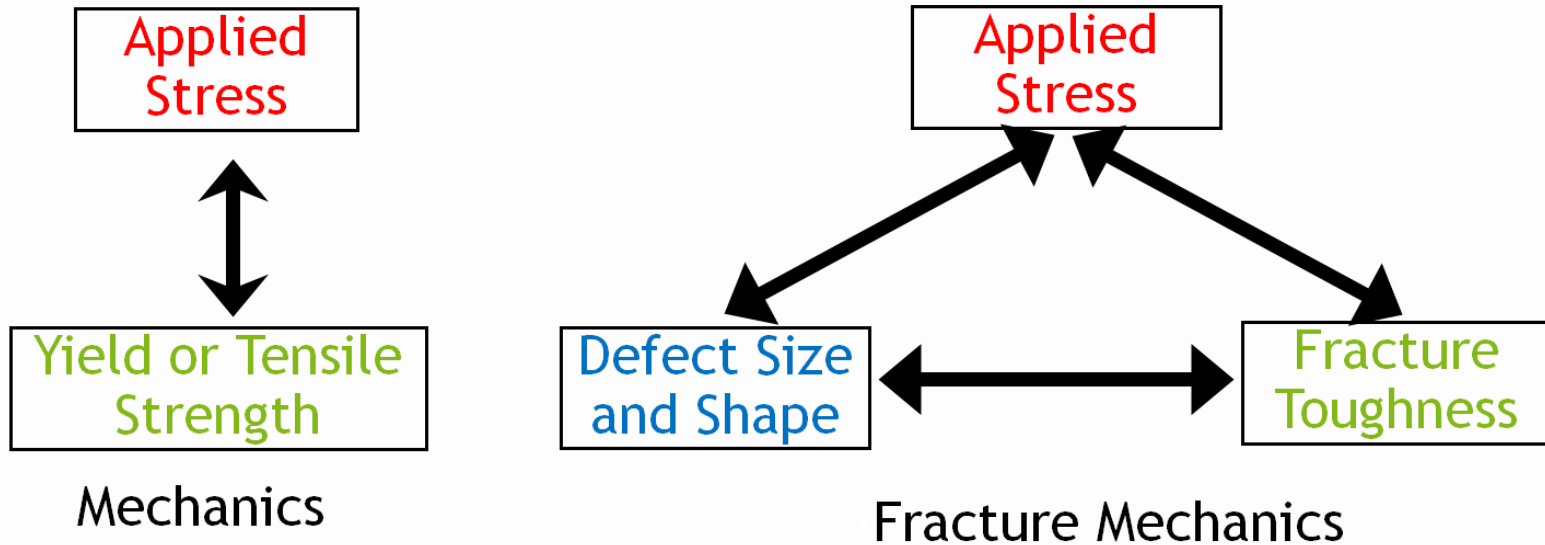 Applied
Stress
Yield or Tensile
Strength
Mechanics
Applied
Stress
Defect Size
and Shape
Fracture
Toughness
Fracture Mechanics